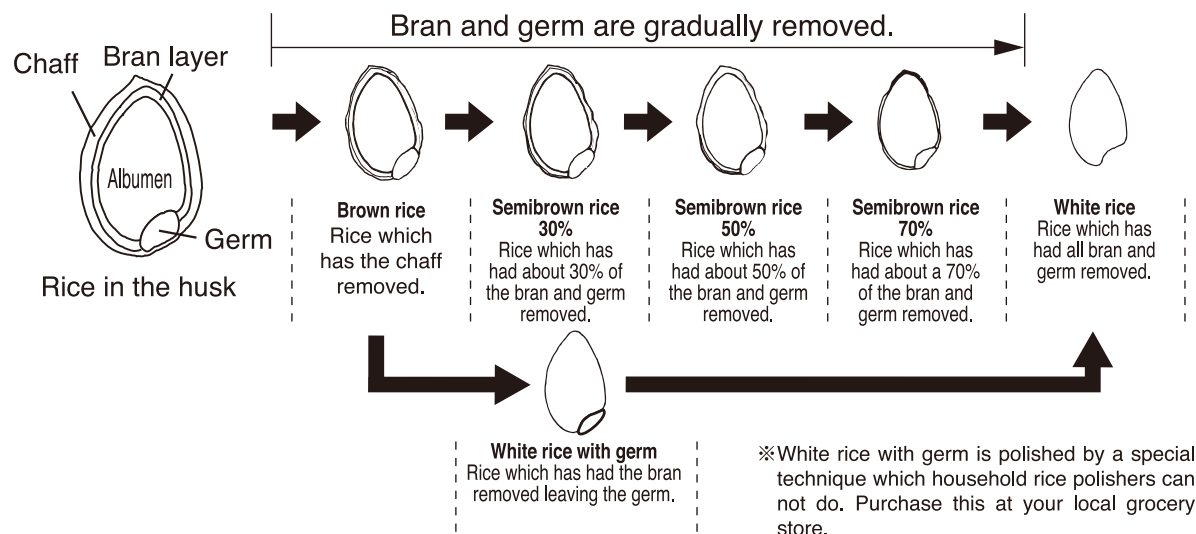 Bran and germ are gradually removed.
Chaff
Bran layer
Albumen
Germ
Rice in the husk
Brown rice
Rice which
has the chaff
removed.
Semibrown rice
30%
Rice which has
had about 30% of
the bran and germ
removed.
Semibrown rice
50%
Rice which has
had about 50% of
the bran and germ
removed.
Semibrown rice
70%
Rice which has
had about a 70%
of the bran and
germ removed.
White rice
Rice which has
had all bran and
germ removed.
White rice with germ
Rice which has had the bran
removed leaving the germ.
※White rice with germ is polished by a special
technique which household rice polishers can
not do. Purchase this at your local grocery
store.